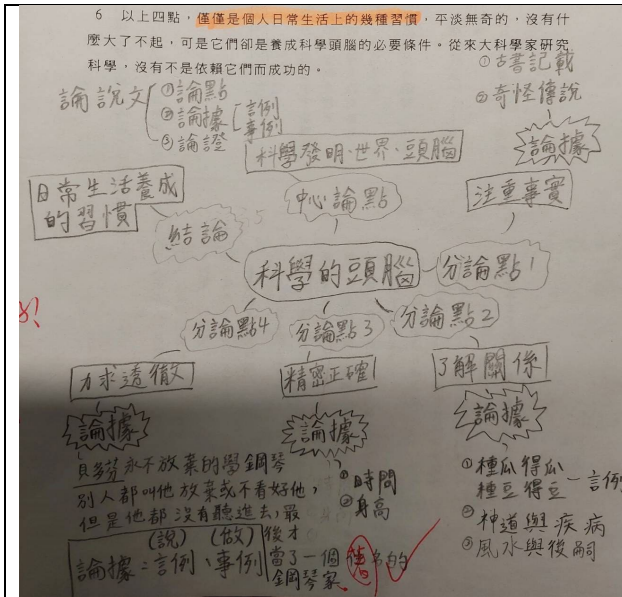 6 以上四點，僅僅是個人日常生活上的幾種習慣，平淡無奇的，沒有什
麼大了不起，可是它們卻是養成科學頭腦的必要條件。從來大科學家研究
科學，沒有不是依賴它們而成功的。
①古書記載
②奇怪傳說
論據
注重事實
分論點1
論說文
①論點
②論據
③論證
言例
事例
科學發明、世界、頭腦
中心論點
日常生活養成
的習慣
結論
科學的頭腦
分論點4
分論點3
分論點2
力求透徹
精密正確
了解關係
論據
論據
論據
貝多芬永不放棄的學鋼琴
別人都叫他放棄或不看好他，
但是他都沒有聽進去，最
後才
當了一個
名的
鋼琴家。
①時間
②身高
①種瓜得瓜
種豆得豆－言例
②神道與疾病
③風水與後嗣
(說) (做)
論據：言例、事例